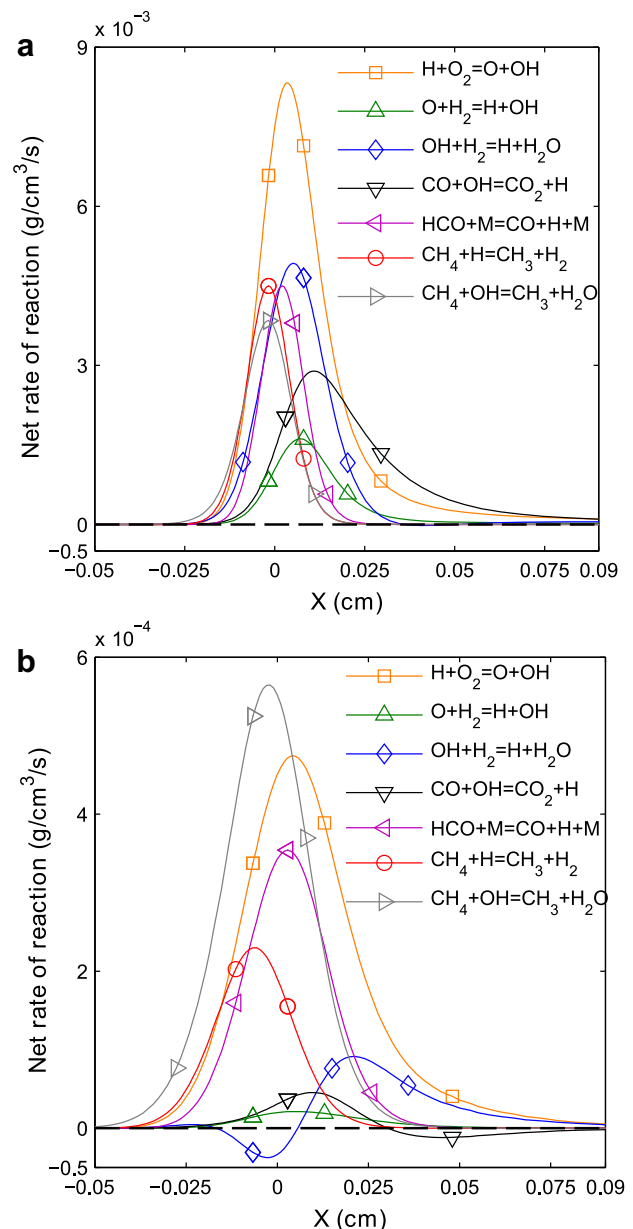 a
x 10−3
9
6
3
0
−0.5
Net rate of reaction (g/cm3/s)
H+O2=O+OH
O+H2=H+OH
OH+H2=H+H2O
CO+OH=CO2+H
HCO+M=CO+H+M
CH4+H=CH3+H2
CH4+OH=CH3+H2O
−0.05 −0.025 0 0.025 0.05 0.075 0.09
X (cm)
b
x 10−4
6
4
2
0
−0.5
Net rate of reaction (g/cm3/s)
H+O2=O+OH
O+H2=H+OH
OH+H2=H+H2O
CO+OH=CO2+H
HCO+M=CO+H+M
CH4+H=CH3+H2
CH4+OH=CH3+H2O
−0.05 −0.025 0 0.025 0.05 0.075 0.09
X (cm)